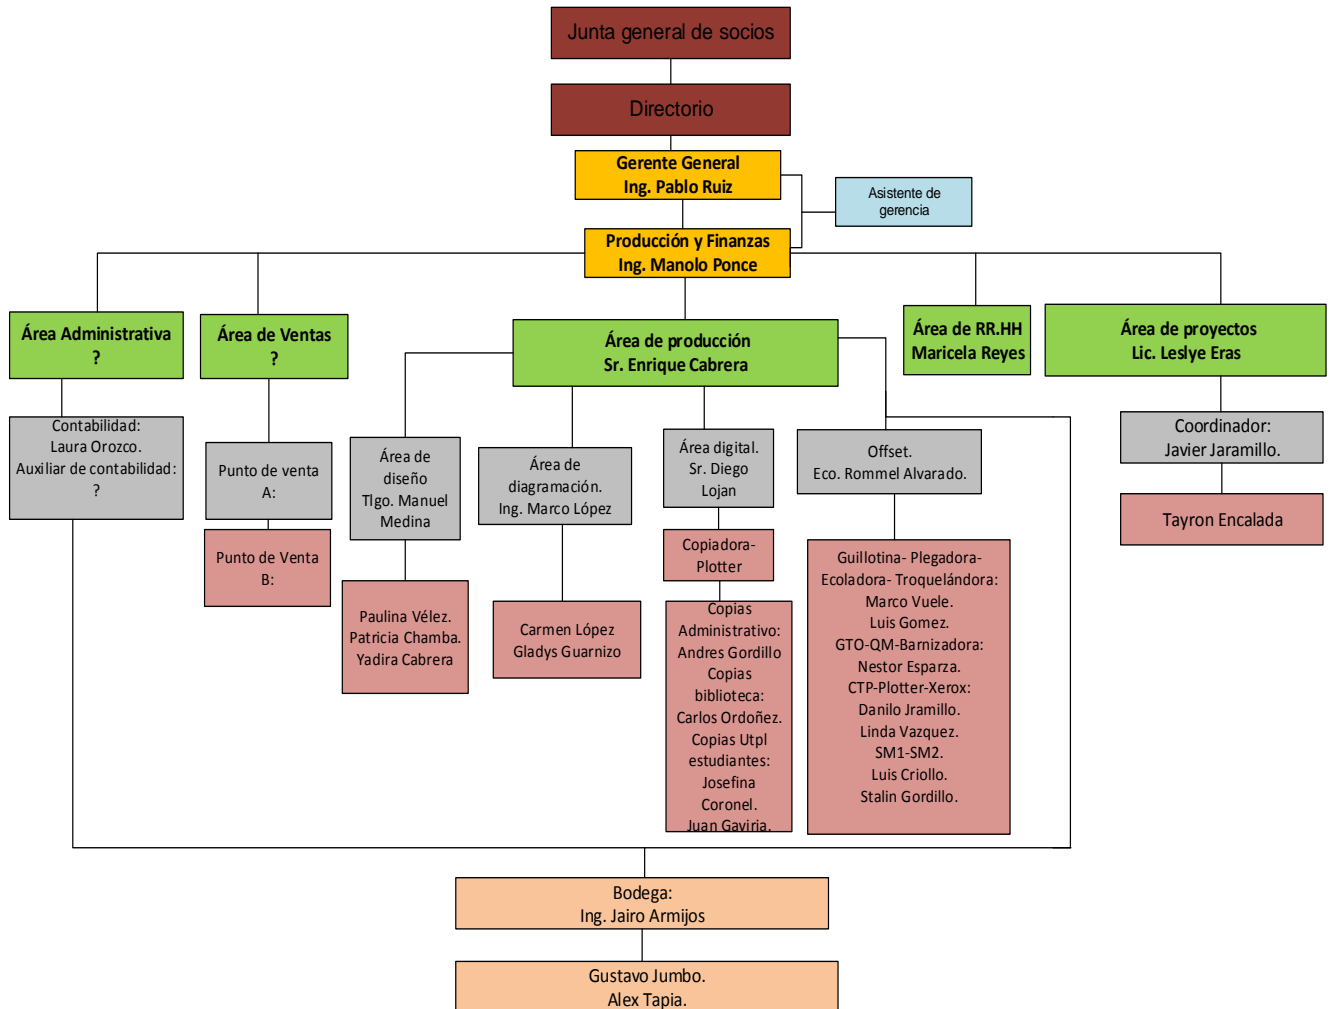 Junta general de socios
Directorio
Gerente General
Ing. Pablo Ruiz
Asistente de
gerencia
Producción y Finanzas
Ing. Manolo Ponce
Área Administrativa
?
Área de Ventas
?
Área de producción
Sr. Enrique Cabrera
Área de RR.HH
Maricela Reyes
Área de proyectos
Lic. Leslye Eras
Contabilidad:
Laura Orozco.
Auxiliar de contabilidad:
?
Punto de venta
A:
Punto de Venta
B:
Área de
diseño
Tlgo. Manuel
Medina
Paulina Vélez.
Patricia Chamba.
Yadira Cabrera
Área de
diagramación.
Ing. Marco López
Carmen López
Gladys Guarnizo
Área digital.
Sr. Diego
Lojan
Copiadora-
Plotter
Copias
Administrativo:
Andres Gordillo
Copias
biblioteca:
Carlos Ordoñez.
Copias Utpl
estudiantes:
Josefina
Coronel.
Juan Gaviria.
Offset.
Eco. Rommel Alvarado.
Guillotina- Plegadora-
Ecoladora- Troquelándora:
Marco Vuele.
Luis Gomez.
GTO-QM-Barnizadora:
Nestor Esparza.
CTP-Plotter-Xerox:
Danilo Jramillo.
Linda Vazquez.
SM1-SM2.
Luis Criollo.
Stalin Gordillo.
Coordinador:
Javier Jaramillo.
Tayron Encalada
Bodega:
Ing. Jairo Armijos
Gustavo Jumbo.
Alex Tapia.